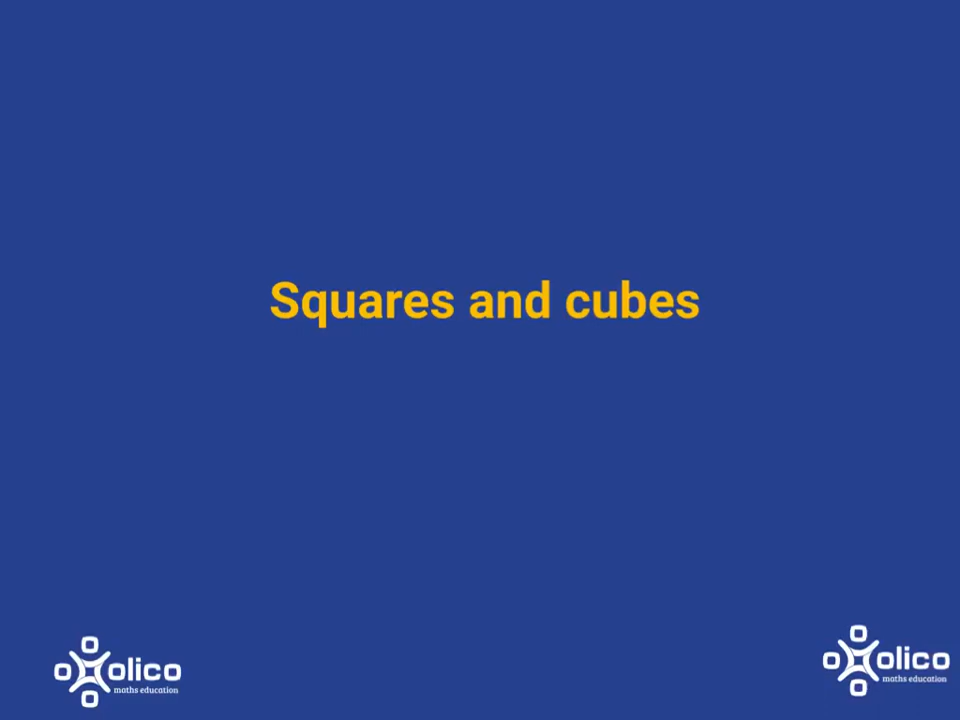 Squares and cubes
olico
maths education
olico
maths education